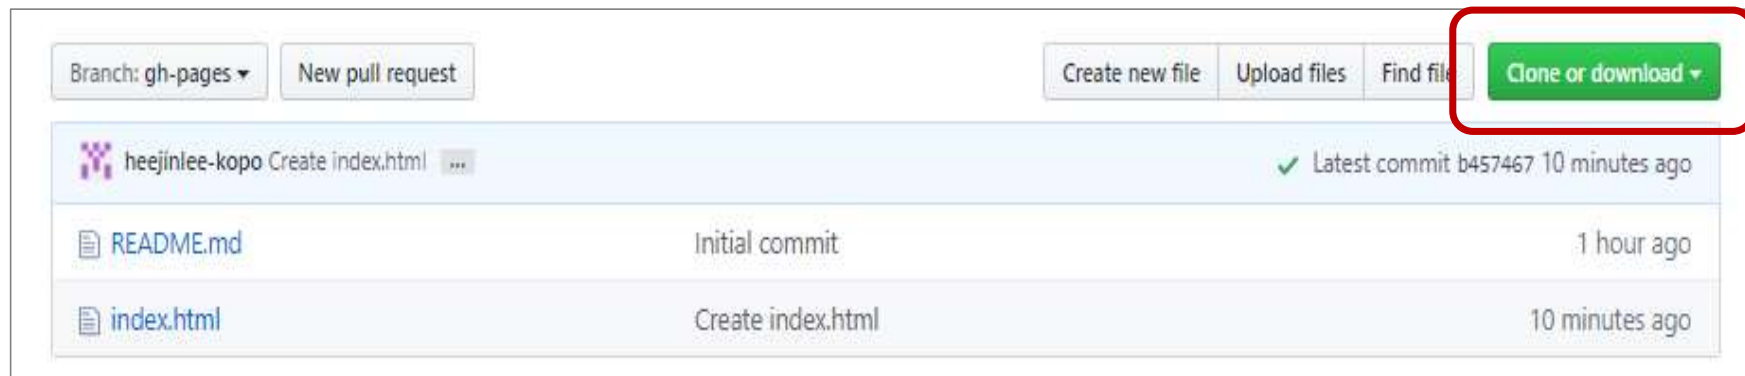 Branch: gh-pages New pull request Create new file Upload files Find file Clone or download
heejinlee-kopo Create index.html ... Latest commit b457467 10 minutes ago
README.md Initial commit 1 hour ago
index.html Create index.html 10 minutes ago